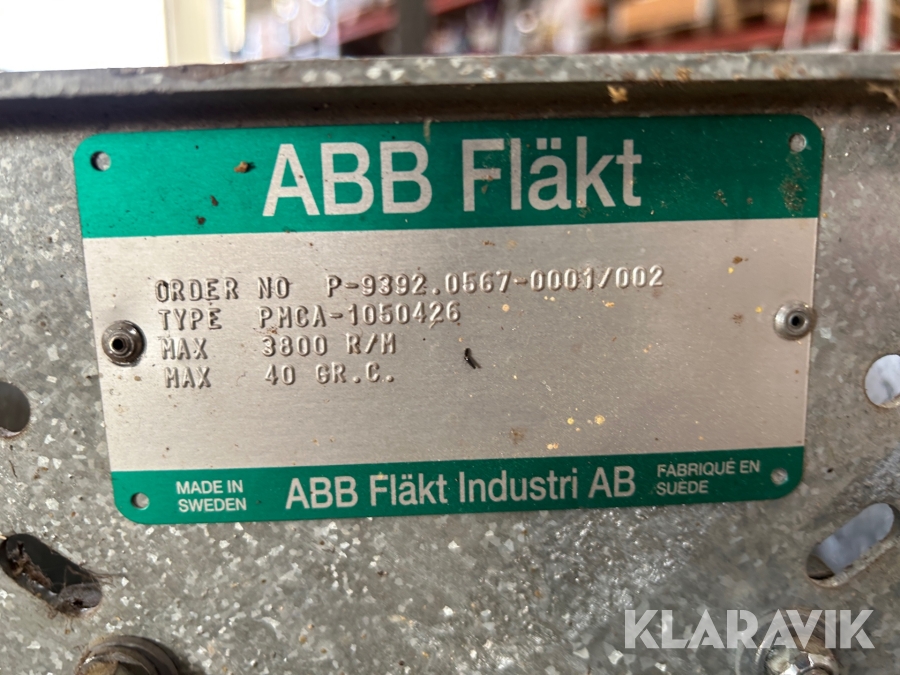 ABB Fläkt
ORDER NO P-9392.0567-0001/002
TYPE PMCA-1050426
MAX 3800 R/M
MAX 40 GR.C.
MADE IN
SWEDEN
ABB Fläkt Industri AB
FABRIQUÉ EN
SUÈDE
KLARAVIK